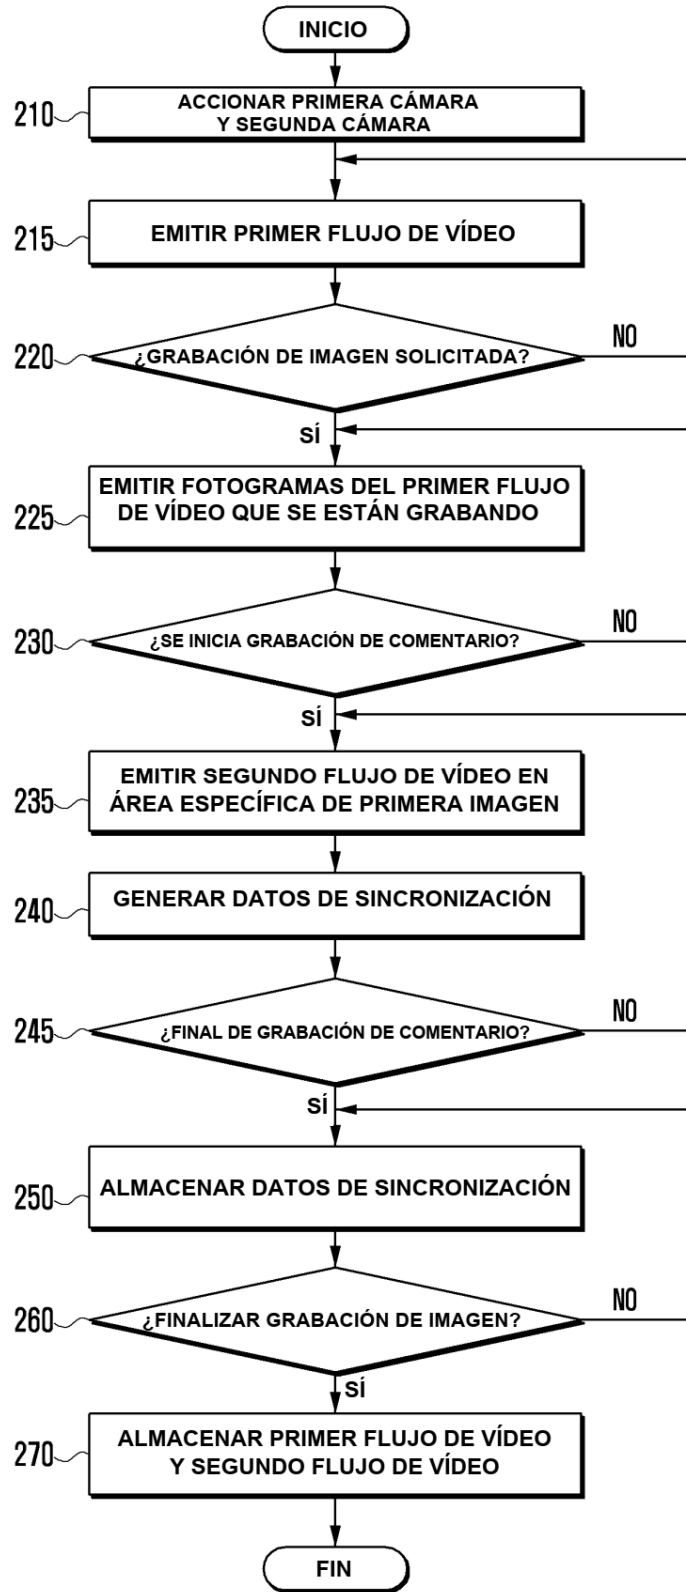 INICIO
210
ACCIONAR PRIMERA CÁMARA
Y SEGUNDA CÁMARA
215
EMITIR PRIMER FLUJO DE VÍDEO
220
¿GRABACIÓN DE IMAGEN SOLICITADA?
NO
SÍ
225
EMITIR FOTOGRAMAS DEL PRIMER FLUJO
DE VÍDEO QUE SE ESTÁN GRABANDO
230
¿SE INICIA GRABACIÓN DE COMENTARIO?
NO
SÍ
235
EMITIR SEGUNDO FLUJO DE VÍDEO EN
ÁREA ESPECÍFICA DE PRIMERA IMAGEN
240
GENERAR DATOS DE SINCRONIZACIÓN
245
¿FINAL DE GRABACIÓN DE COMENTARIO?
NO
SÍ
250
ALMACENAR DATOS DE SINCRONIZACIÓN
260
¿FINALIZAR GRABACIÓN DE IMAGEN?
NO
SÍ
270
ALMACENAR PRIMER FLUJO DE VÍDEO
Y SEGUNDO FLUJO DE VÍDEO
FIN